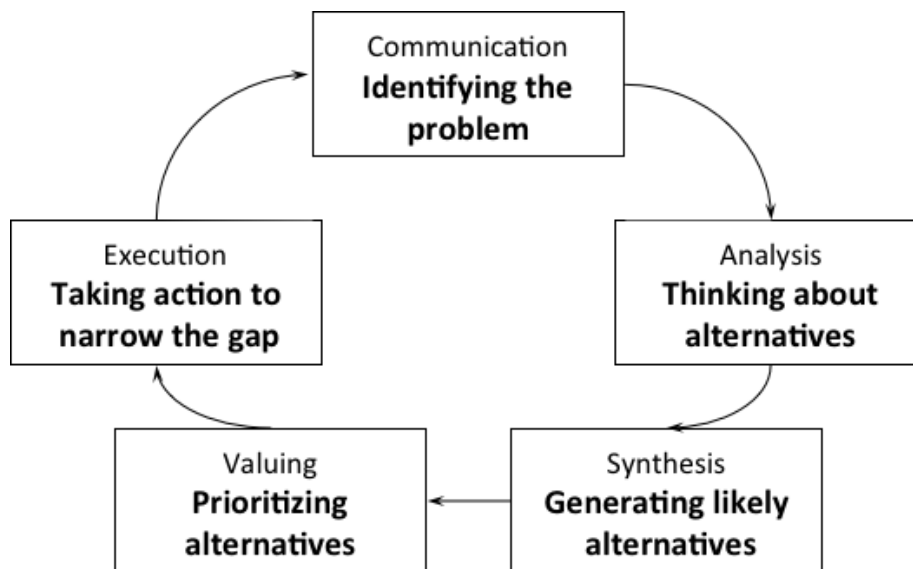 Communication
Identifying the
problem
Analysis
Thinking about
alternatives
Synthesis
Generating likely
alternatives
Valuing
Prioritizing
alternatives
Execution
Taking action to
narrow the gap